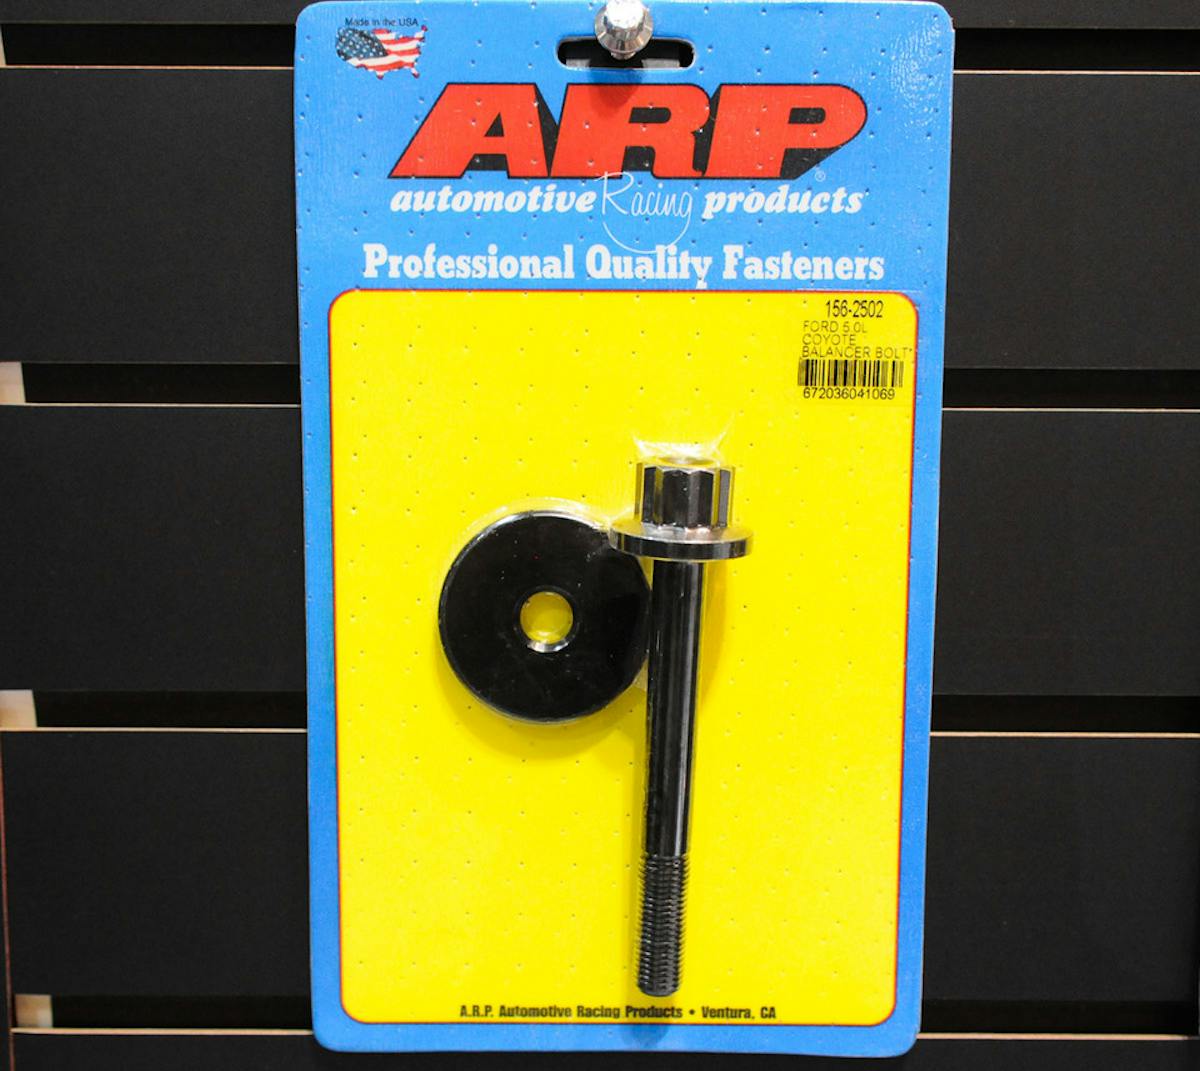 Made in the USA
ARP®
automotive Racing products
Professional Quality Fasteners
156-2502
FORD 5.0L
COYOTE
BALANCER BOLT
672036041069
A.R.P. Automotive Racing Products • Ventura, CA